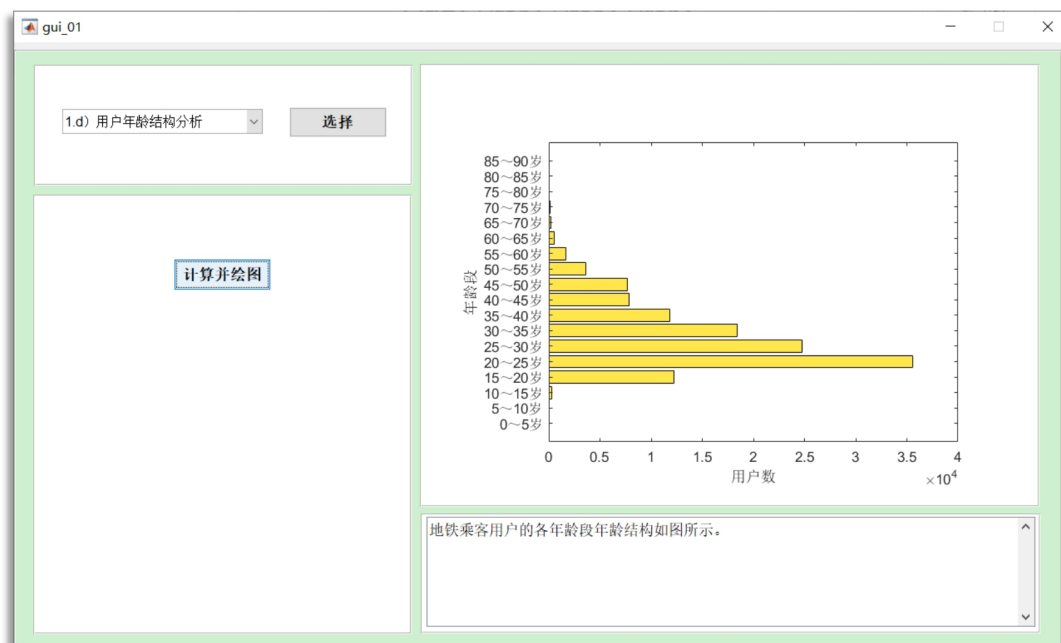 gui_01
1.d）用户年龄结构分析
选择
计算并绘图
85～90岁
80～85岁
75～80岁
70～75岁
65～70岁
60～65岁
55～60岁
50～55岁
45～50岁
40～45岁
35～40岁
30～35岁
25～30岁
20～25岁
15～20岁
10～15岁
5～10岁
0～5岁
年龄段
0 0.5 1 1.5 2 2.5 3 3.5 4
用户数
×10⁴
地铁乘客用户的各年龄段年龄结构如图所示。